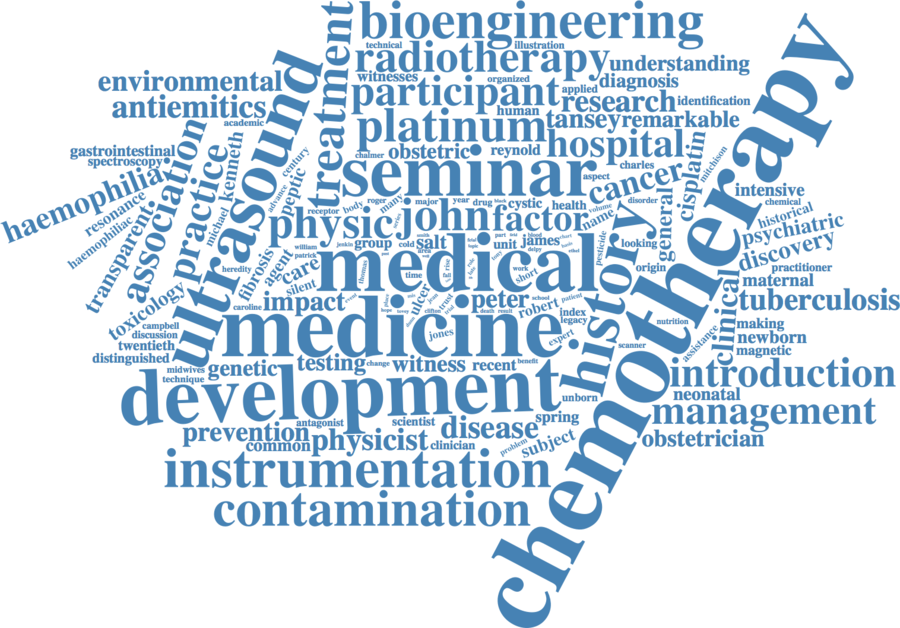 bioengineering
technical
illustration
radiotherapy
understanding
treatment
environmental
witnesses
organized
diagnosis
antiemitics
participant
applied
research
identification
human
academic
platinum
tansey
remarkable
hospital
gastrointestinal
spectroscopy
chalmer
obstetric
reynold
ultrasound
association
kenneth
century
seminar
aspect
charles
mitchison
haemophilia
practice
advance
peptic
cancer
cisplatin
disorder
intensive
chemical
resonance
haemophiliac
transparent
michael
receptor
body
roger
many
major
year
drug
cystic
health
volume
name
general
historical
psychiatric
physic
john
factor
discovery
william
patrick
jenkin
group
cold
salt
unit
james
pesticide
looking
practitioner
maternal
heredity
fibrosis
agent
care
silent
thomas
time
medical
work
short
origin
history
chemotherapy
toxicology
caroline
impact
ulcer
trust
peter
school
patient
robert
index
legacy
tuberculosis
campbell
discussion
twentieth
distinguished
medicine
jones
clifton
death
result
expert
nutrition
scanner
assistance
clinical
making
newborn
magnetic
midwives
technique
genetic
testing
change
witness
recent
benefit
introduction
development
unborn
neonatal
management
antagonist
scientist
spring
prevention
common
physicist
clinician
disease
problem
subject
obstetrician
instrumentation
contamination